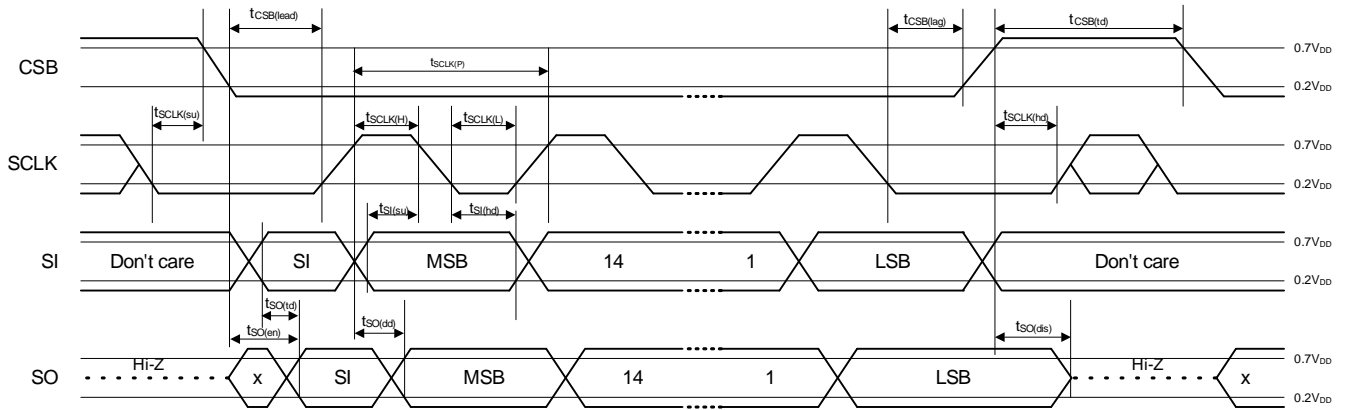 tCSB(lead)
tCSB(lag)
tCSB(td)
CSB
0.7VDD
tSCLK(P)
0.2VDD
tSCLK(su)
tSCLK(H)
tSCLK(L)
tSCLK(hd)
SCLK
0.7VDD
0.2VDD
tSI(su)
tSI(hd)
SI
Don't care
SI
MSB
14
1
LSB
Don't care
0.7VDD
0.2VDD
tSO(td)
tSO(en)
tSO(dd)
tSO(dis)
SO
Hi-Z
x
SI
MSB
14
1
LSB
Hi-Z
x
0.7VDD
0.2VDD